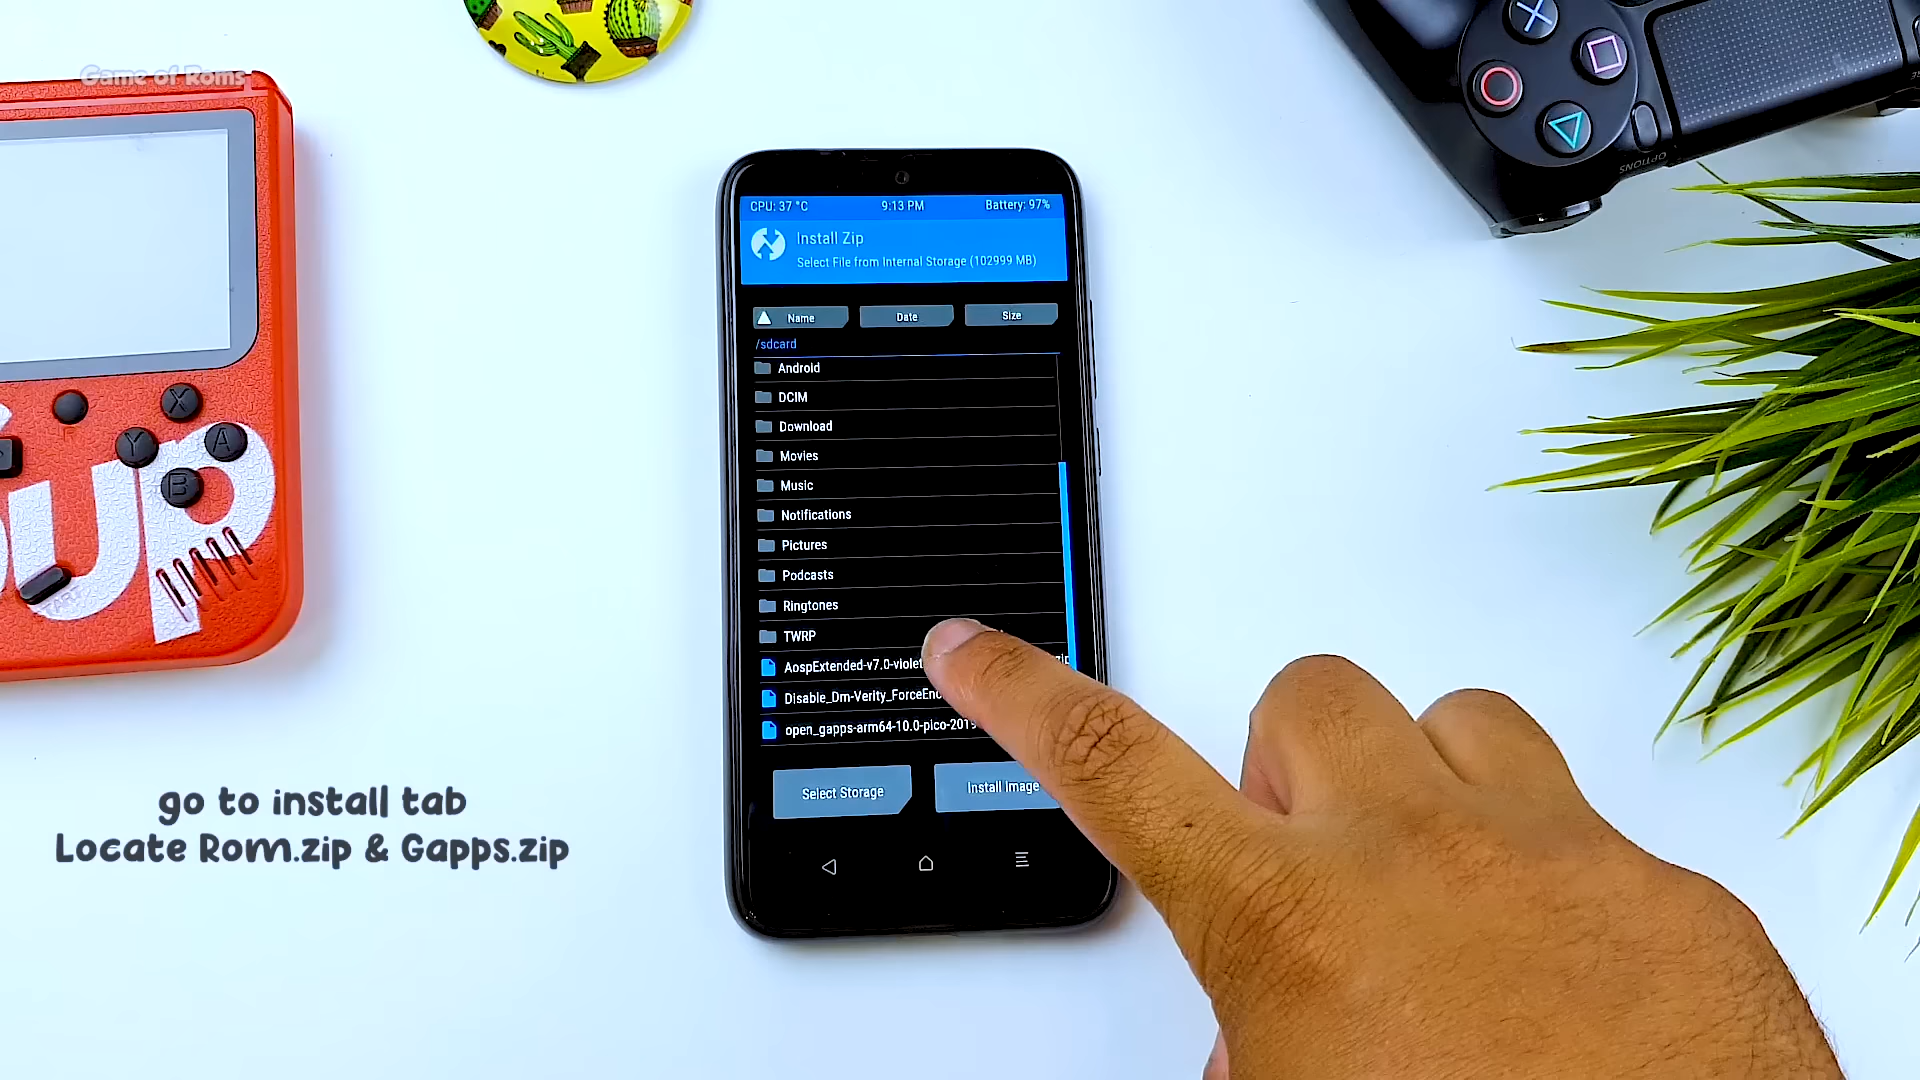 Game of Roms
CPU: 37 °C
9:13 PM
Battery: 97%
Install Zip
Select File from Internal Storage (102999 MB)
Name
Date
Size
/sdcard
Android
DCIM
Download
Movies
Music
Notifications
Pictures
Podcasts
Ringtones
TWRP
AospExtended-v7.0-violet
Disable_Dm-Verity_ForceEnc
open_gapps-arm64-10.0-pico-2019
Select Storage
Install Image
go to install tab
Locate Rom.zip & Gapps.zip
OPTIONS
X
Y
A
B
up